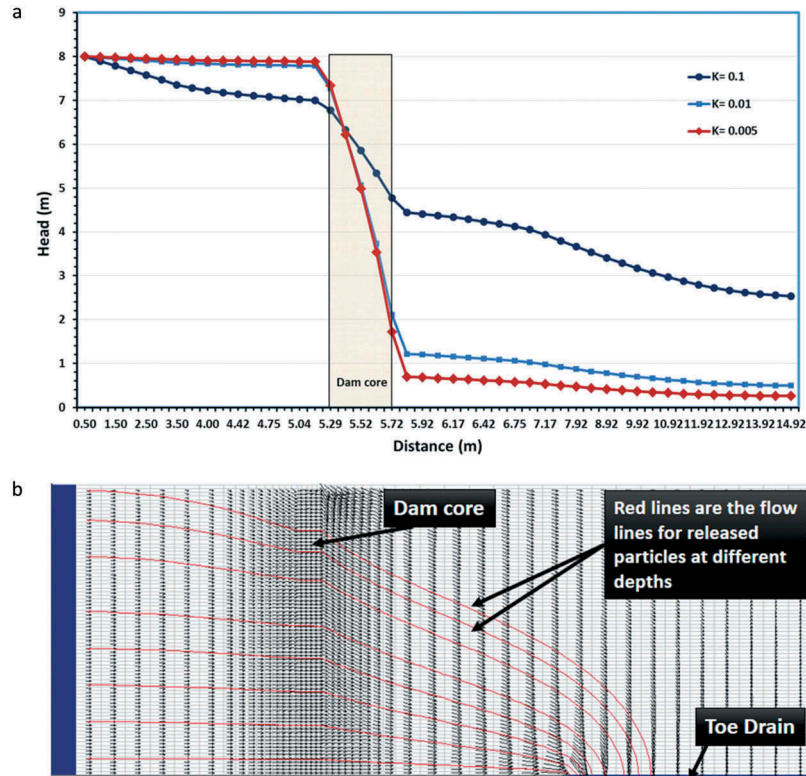 a
9
8
7
6
5
4
3
2
1
0
Head (m)
K= 0.1
K= 0.01
K= 0.005
Dam core
0.50 1.50 2.50 3.50 4.00 4.42 4.75 5.04 5.29 5.52 5.72 5.92 6.17 6.42 6.75 7.17 7.92 8.92 9.92 10.92 11.92 12.92 13.92 14.92
Distance (m)
b
Dam core
Red lines are the flow
lines for released
particles at different
depths
Toe Drain